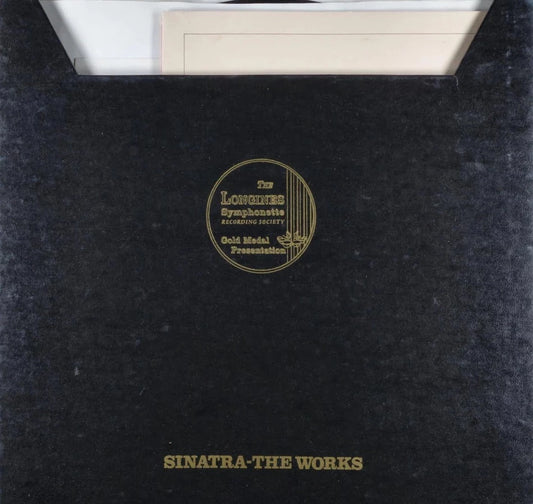 THE
LONGINES
Symphonette
RECORDING SOCIETY
Gold Medal
Presentation
SINATRA-THE WORKS